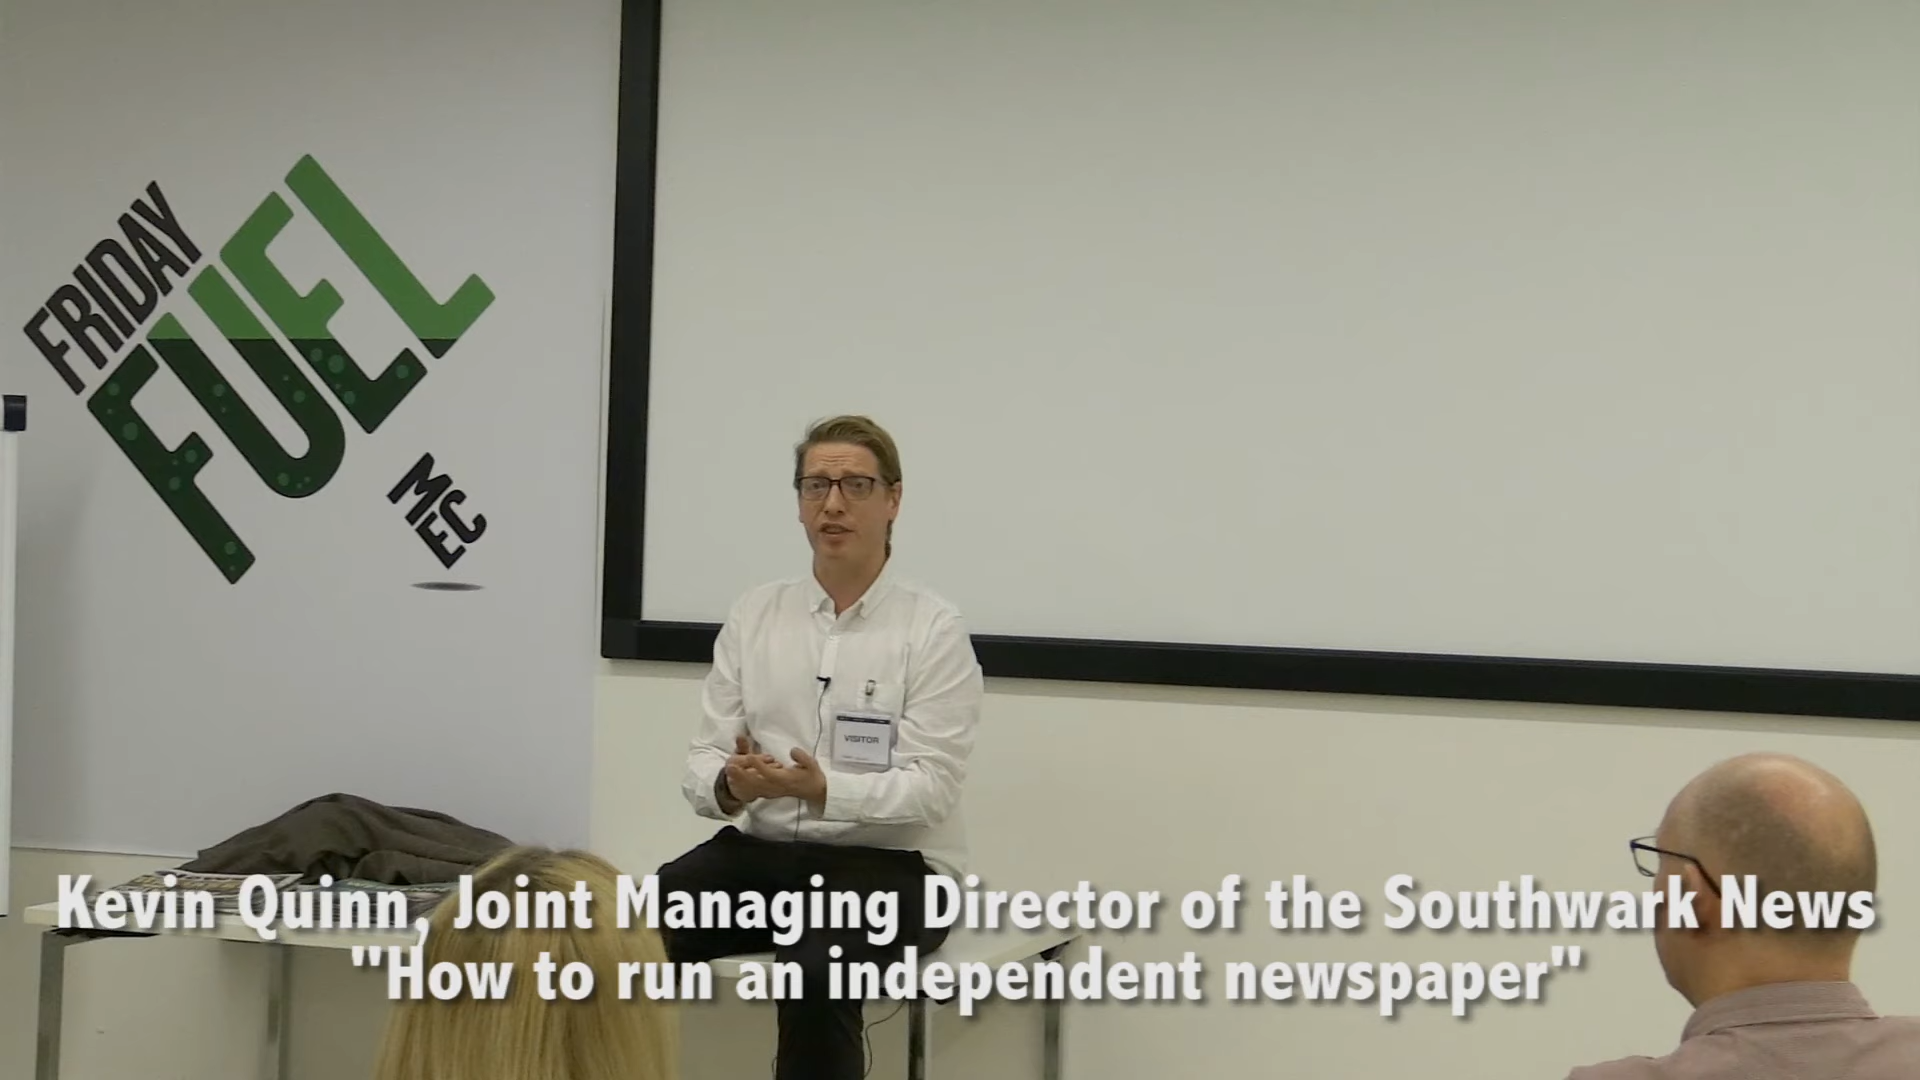 FRIDAY
FUEL
MEC
VISITOR
Kevin Quinn, Joint Managing Director of the Southwark News
"How to run an independent newspaper"